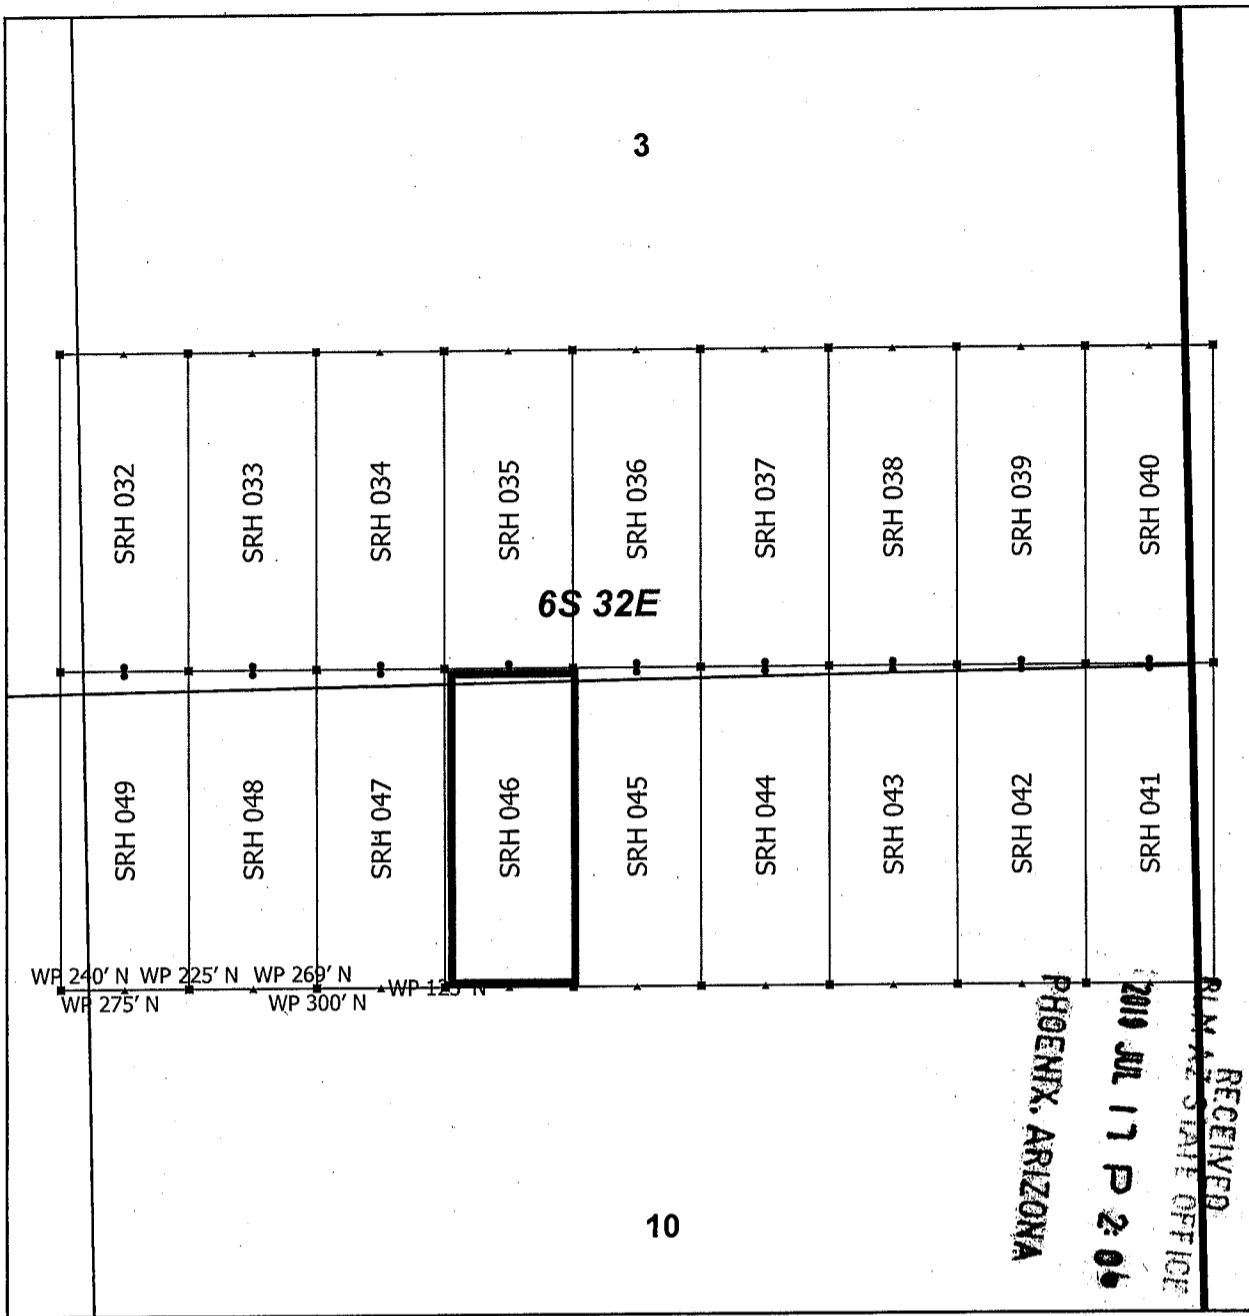 3
SRH 032
SRH 033
SRH 034
SRH 035
SRH 036
SRH 037
SRH 038
SRH 039
SRH 040
6S 32E
SRH 049
SRH 048
SRH 047
SRH 046
SRH 045
SRH 044
SRH 043
SRH 042
SRH 041
WP 240' N WP 225' N WP 269' N
WP 275' N WP 300' N
WP N
RECEIVED
STATE OFFICE
JUL 17 P 2:06
PHOENIX, ARIZONA
10